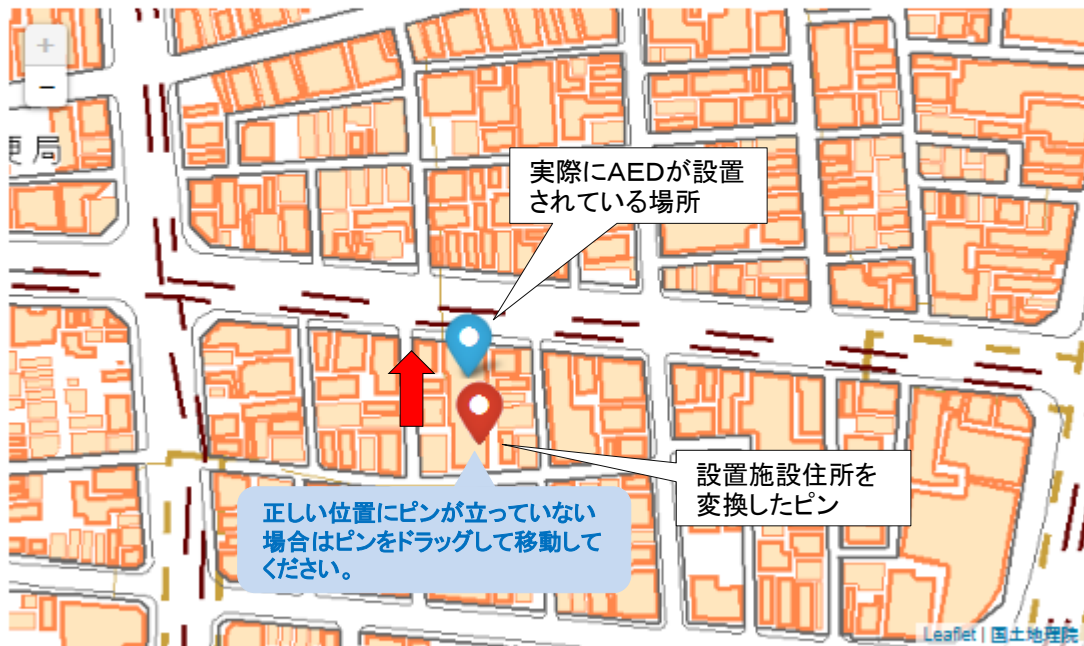 +
−
便局
実際にAEDが設置
されている場所
設置施設住所を
変換したピン
正しい位置にピンが立っていない
場合はピンをドラッグして移動して
ください。
Leaflet | 国土地理院